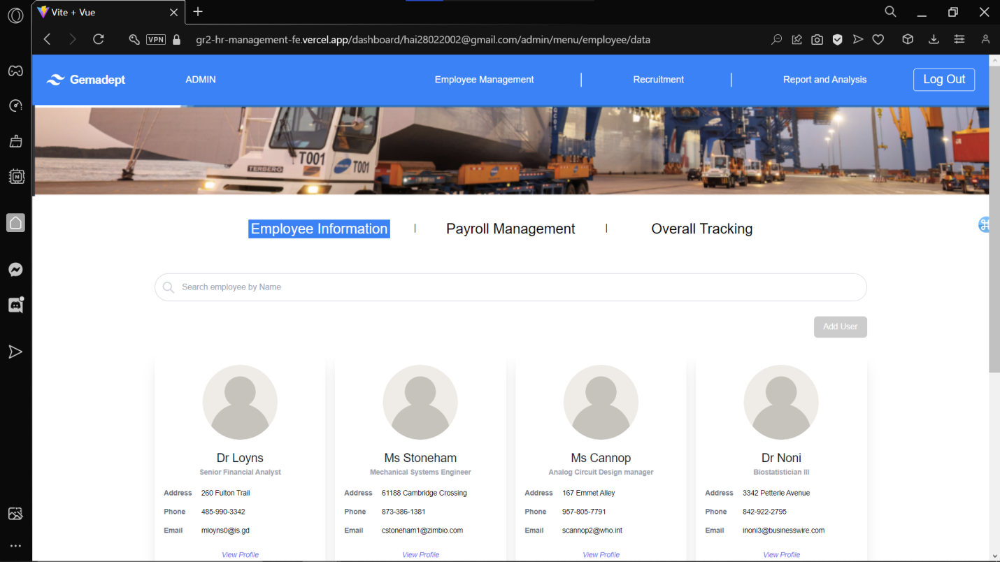 Vite + Vue
VPN
gr2-hr-management-fe.vercel.app/dashboard/hai28022002@gmail.com/admin/menu/employee/data
Gemadept
ADMIN
Employee Management
Recruitment
Report and Analysis
Log Out
T001
TERBERG
T001
Employee Information
Payroll Management
Overall Tracking
Search employee by Name
Add User
Dr Loyns
Senior Financial Analyst
Address 260 Fulton Trail
Phone 485-990-3342
Email mloyns0@is.gd
View Profile
Ms Stoneham
Mechanical Systems Engineer
Address 61188 Cambridge Crossing
Phone 873-386-1381
Email cstoneham1@zimbio.com
View Profile
Ms Cannop
Analog Circuit Design manager
Address 167 Emmet Alley
Phone 957-805-7791
Email scannop2@who.int
View Profile
Dr Noni
Biostatistician III
Address 3342 Petterle Avenue
Phone 842-922-2795
Email inoni3@businesswire.com
View Profile